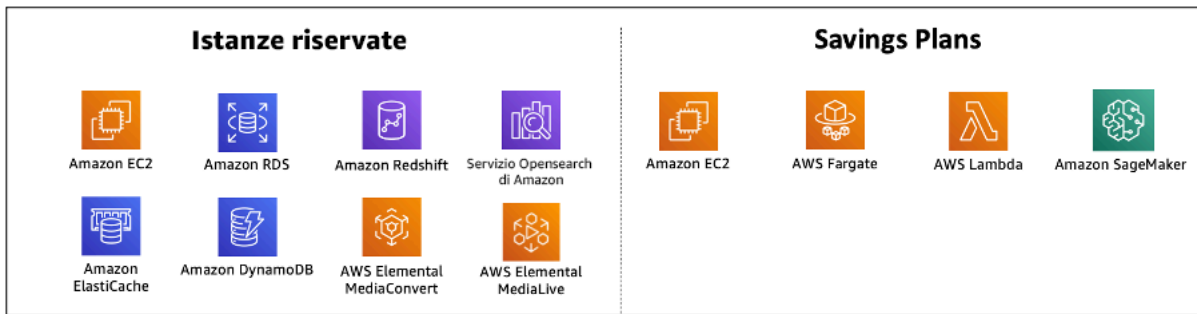 Istanze riservate
Amazon EC2
Amazon RDS
Amazon Redshift
Servizio Opensearch
di Amazon
Amazon
ElastiCache
Amazon DynamoDB
AWS Elemental
MediaConvert
AWS Elemental
MediaLive
Savings Plans
Amazon EC2
AWS Fargate
AWS Lambda
Amazon SageMaker